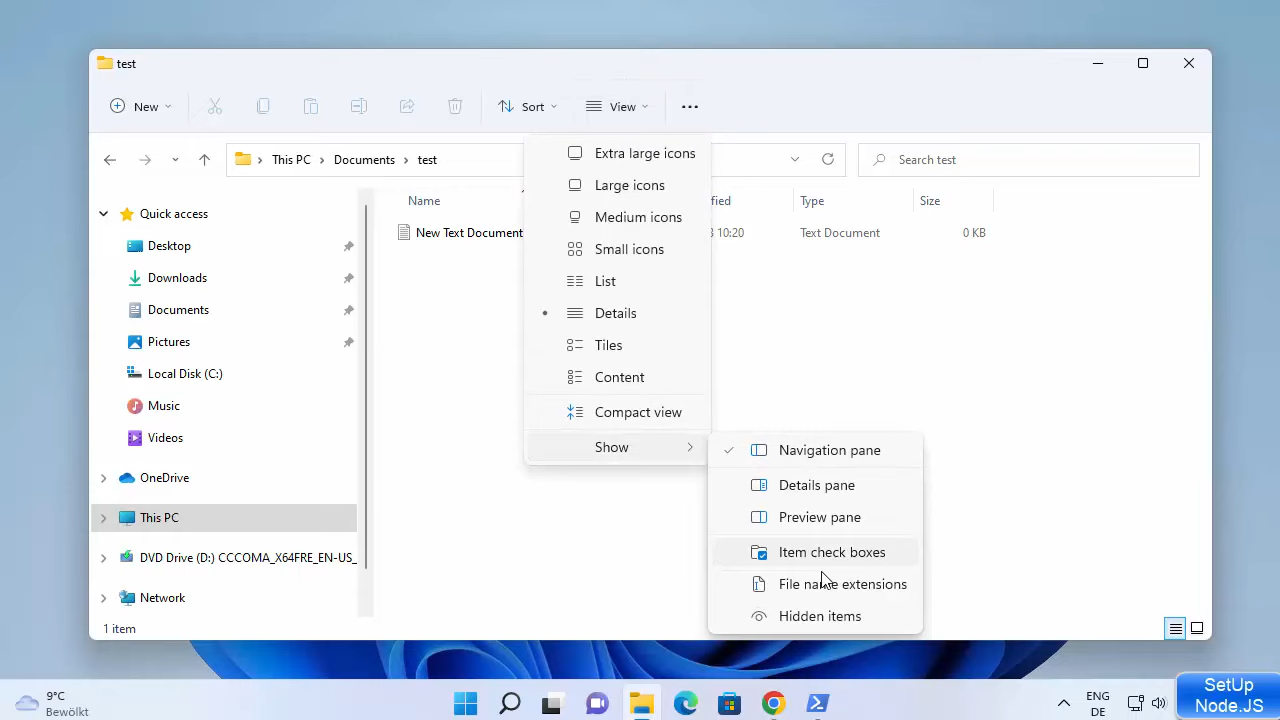 test
New
Sort
View
This PC
Documents
test
Search test
Name
fied
Type
Size
New Text Document
10:20
Text Document
0 KB
Quick access
Desktop
Downloads
Documents
Pictures
Local Disk (C:)
Music
Videos
OneDrive
This PC
DVD Drive (D:) CCCOMA_X64FRE_EN-US_
Network
1 item
Extra large icons
Large icons
Medium icons
Small icons
List
Details
Tiles
Content
Compact view
Show
Navigation pane
Details pane
Preview pane
Item check boxes
File name extensions
Hidden items
9°C
Bewölkt
ENG
DE
SetUp
Node.JS